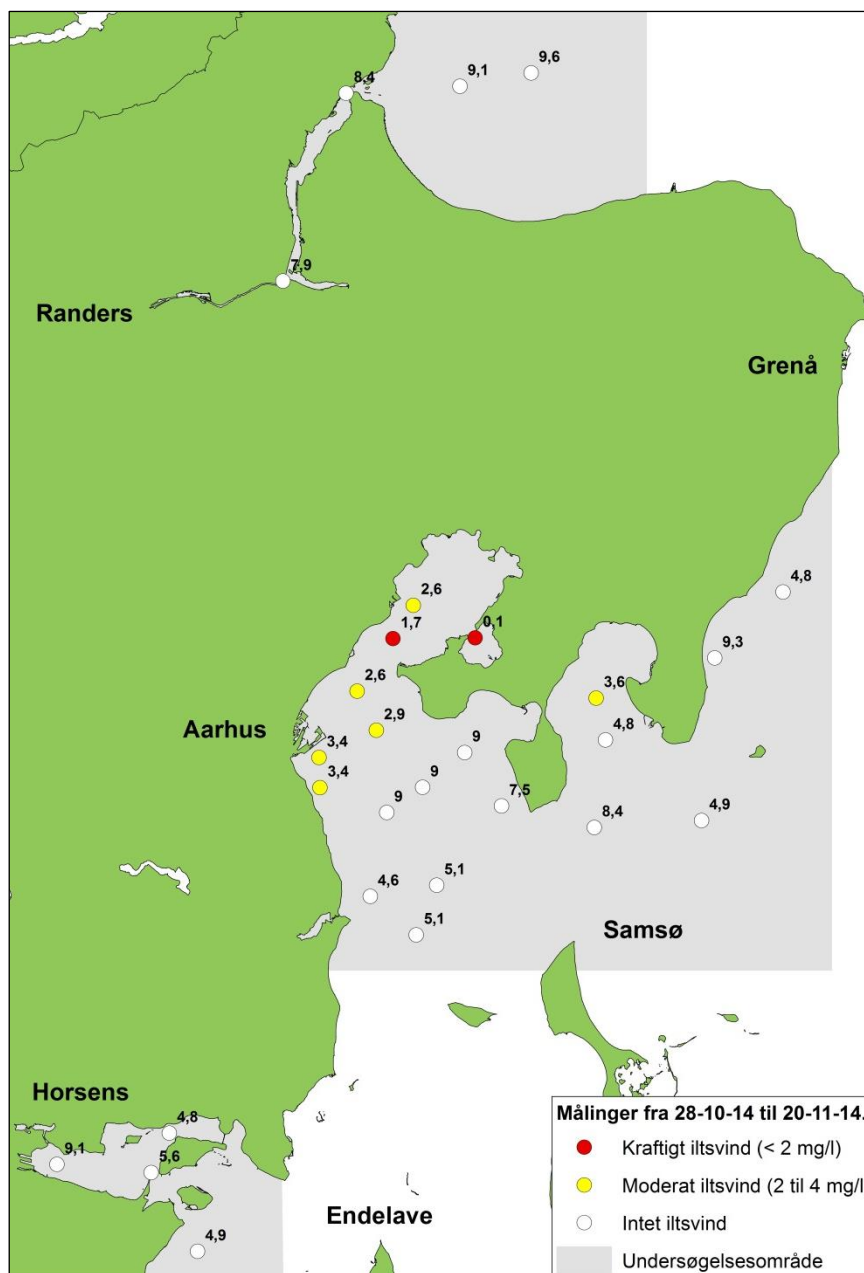 8,4
9,1
9,6
7,9
Randers
Grenå
4,8
2,6
1,7
0,1
9,3
2,6
3,6
Aarhus
2,9
4,8
3,4
9
3,4
9
7,5
9
8,4
4,9
4,6
5,1
5,1
Samsø
Horsens
4,8
9,1
5,6
4,9
Endelave
Målinger fra 28-10-14 til 20-11-14.
Kraftigt iltsvind (< 2 mg/l)
Moderat iltsvind (2 til 4 mg/l
Intet iltsvind
Undersøgelsesområde